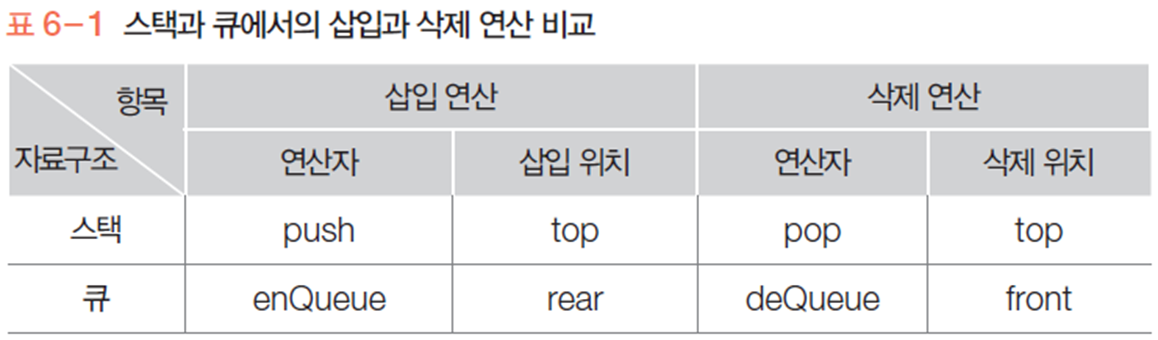 표 6-1 스택과 큐에서의 삽입과 삭제 연산 비교
항목 삽입 연산 삭제 연산
자료구조 연산자 삽입 위치 연산자 삭제 위치
스택 push top pop top
큐 enQueue rear deQueue front